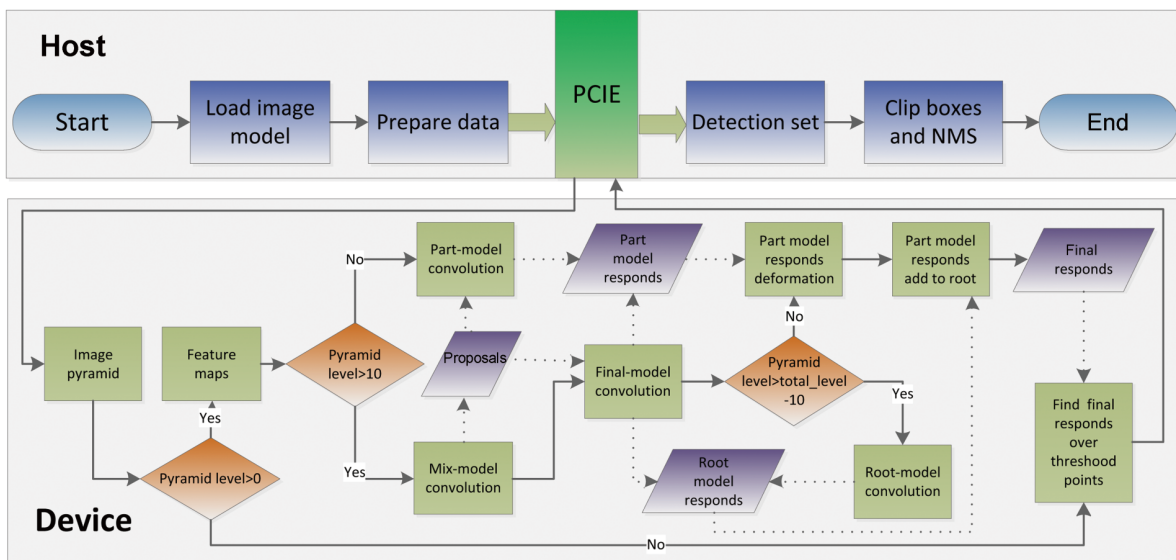 Host
Start
Load image
model
Prepare data
PCIE
Detection set
Clip boxes
and NMS
End
Part-model
convolution
Part
model
responds
Part model
responds
deformation
Part model
responds
add to root
Final
responds
No
No
Image
pyramid
Feature
maps
Pyramid
level>10
Proposals
Final-model
convolution
Pyramid
level>total_level
-10
Yes
Yes
Yes
Pyramid level>0
Mix-model
convolution
Root
model
responds
Root-model
convolution
Find final
responds
over
threshood
points
Device
No